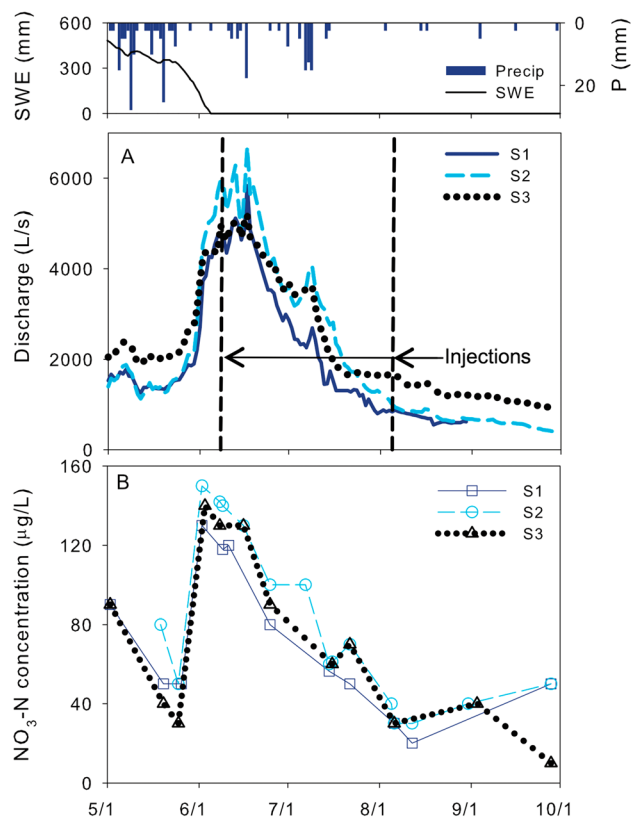 SWE (mm)
600
300
0
0
20
P (mm)
Precip
SWE
A
Discharge (L/s)
6000
4000
2000
0
S1
S2
S3
Injections
B
NO3-N concentration (µg/L)
160
120
80
40
0
S1
S2
S3
5/1 6/1 7/1 8/1 9/1 10/1